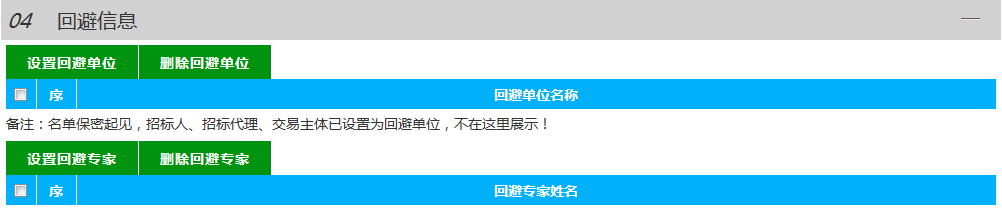 04 回避信息
设置回避单位 删除回避单位
序 回避单位名称
备注：名单保密起见，招标人、招标代理、交易主体已设置为回避单位，不在这里展示！
设置回避专家 删除回避专家
序 回避专家姓名